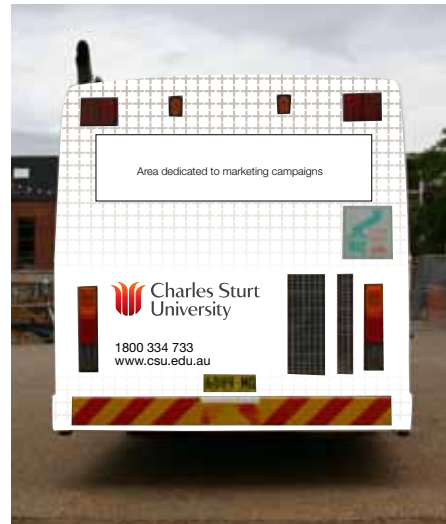 Area dedicated to marketing campaigns
Charles Sturt
University
1800 334 733
www.csu.edu.au